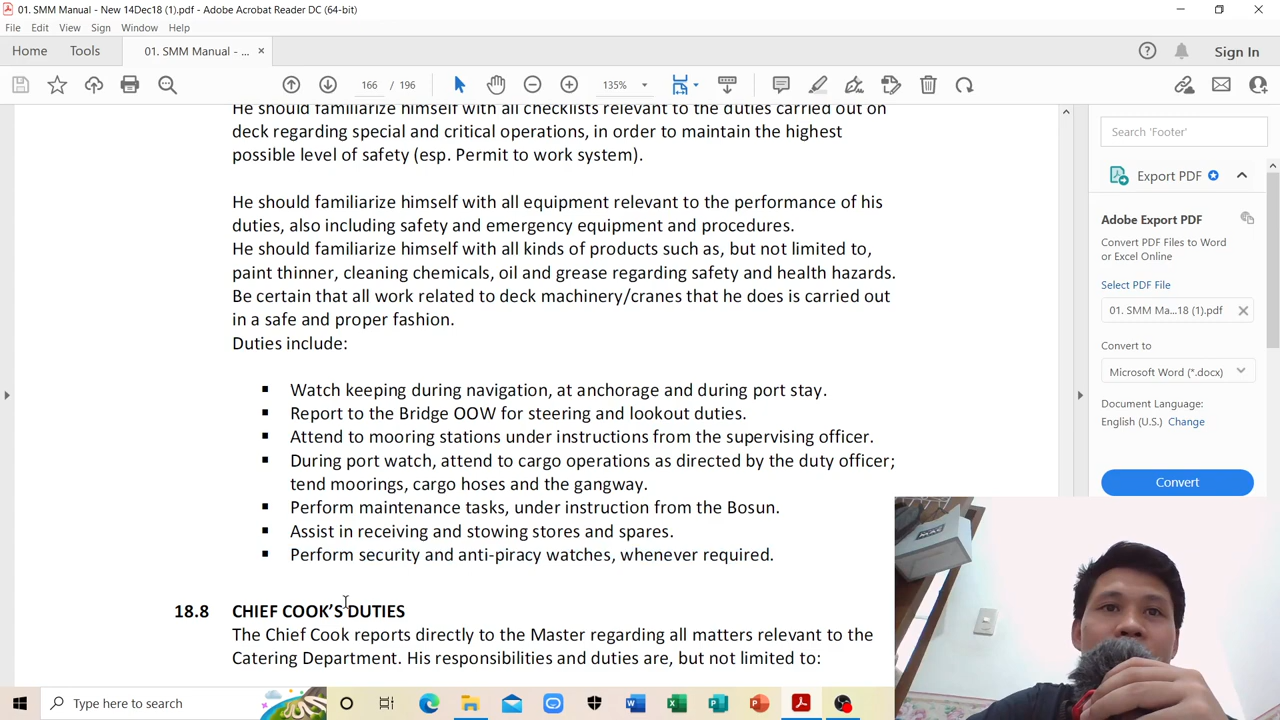 01. SMM Manual - New 14Dec18 (1).pdf - Adobe Acrobat Reader DC (64-bit)
File Edit View Sign Window Help
Home Tools 01. SMM Manual - ... × Sign In
166 / 196 135%
He should familiarize himself with all checklists relevant to the duties carried out on
deck regarding special and critical operations, in order to maintain the highest
possible level of safety (esp. Permit to work system).
He should familiarize himself with all equipment relevant to the performance of his
duties, also including safety and emergency equipment and procedures.
He should familiarize himself with all kinds of products such as, but not limited to,
paint thinner, cleaning chemicals, oil and grease regarding safety and health hazards.
Be certain that all work related to deck machinery/cranes that he does is carried out
in a safe and proper fashion.
Duties include:
▪ Watch keeping during navigation, at anchorage and during port stay.
▪ Report to the Bridge OOW for steering and lookout duties.
▪ Attend to mooring stations under instructions from the supervising officer.
▪ During port watch, attend to cargo operations as directed by the duty officer;
tend moorings, cargo hoses and the gangway.
▪ Perform maintenance tasks, under instruction from the Bosun.
▪ Assist in receiving and stowing stores and spares.
▪ Perform security and anti-piracy watches, whenever required.
18.8 CHIEF COOK'S DUTIES
The Chief Cook reports directly to the Master regarding all matters relevant to the
Catering Department. His responsibilities and duties are, but not limited to:
Search 'Footer'
Export PDF
Adobe Export PDF
Convert PDF Files to Word
or Excel Online
Select PDF File
01. SMM Ma...18 (1).pdf
Convert to
Microsoft Word (*.docx)
Document Language:
English (U.S.) Change
Convert
Type here to search